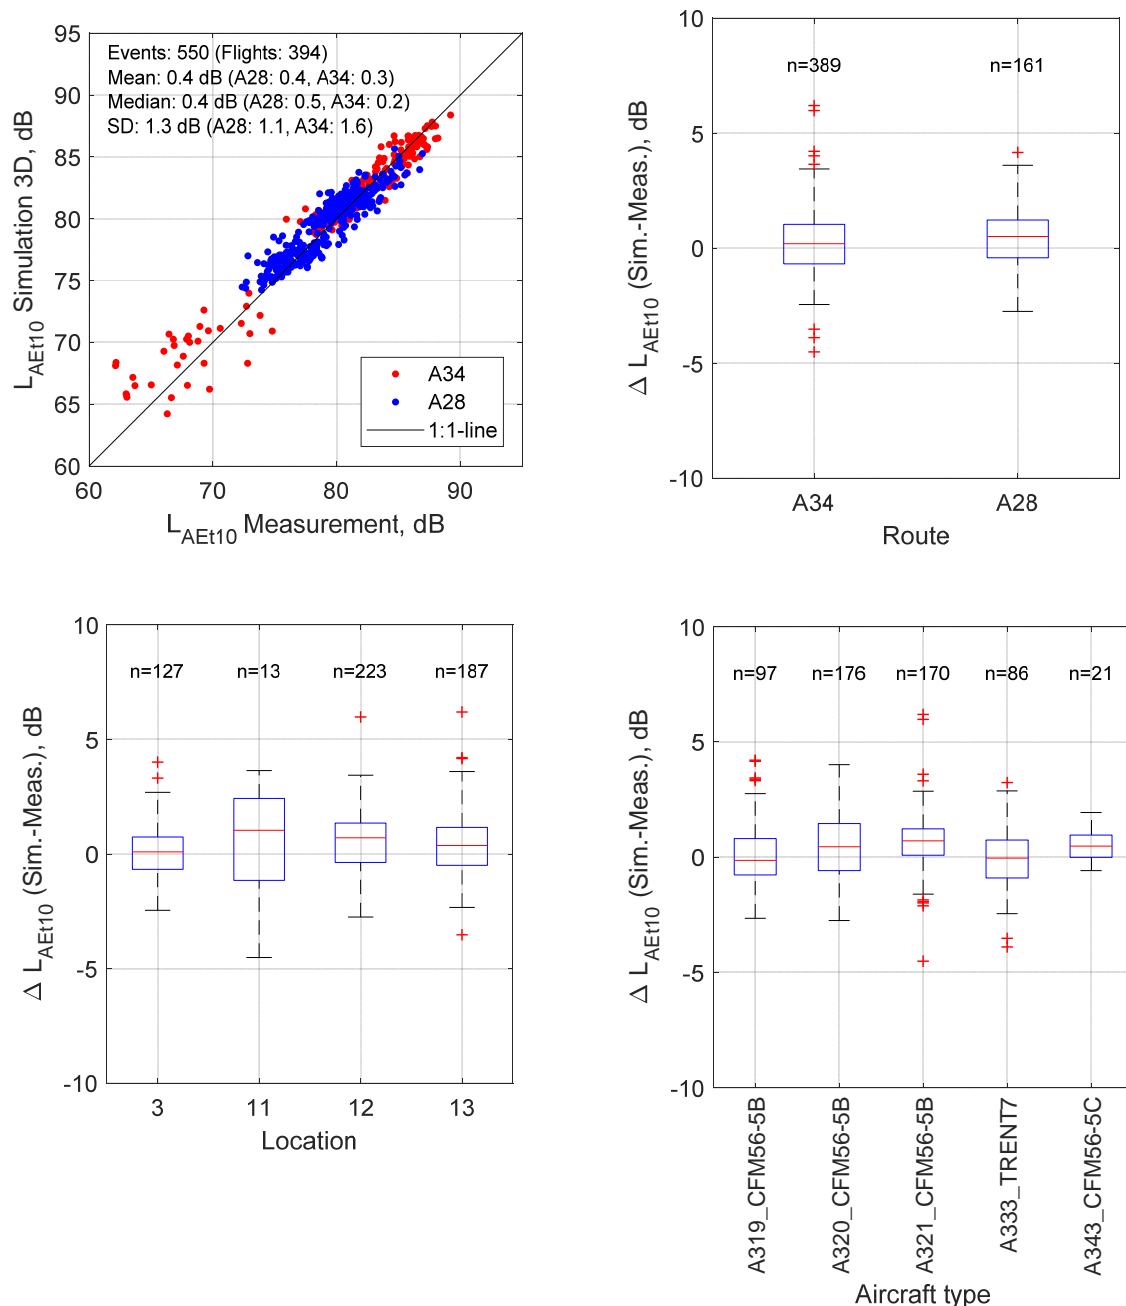 95
90
85
80
75
70
65
60
60
70
80
90
L_AEt10 Simulation 3D, dB
L_AEt10 Measurement, dB
Events: 550 (Flights: 394)
Mean: 0.4 dB (A28: 0.4, A34: 0.3)
Median: 0.4 dB (A28: 0.5, A34: 0.2)
SD: 1.3 dB (A28: 1.1, A34: 1.6)
A34
A28
1:1-line
10
5
0
-5
-10
Δ L_AEt10 (Sim.-Meas.), dB
n=389
n=161
A34
A28
Route
10
5
0
-5
-10
Δ L_AEt10 (Sim.-Meas.), dB
n=127
n=13
n=223
n=187
3
11
12
13
Location
10
5
0
-5
-10
Δ L_AEt10 (Sim.-Meas.), dB
n=97
n=176
n=170
n=86
n=21
A319_CFM56-5B
A320_CFM56-5B
A321_CFM56-5B
A333_TRENT7
A343_CFM56-5C
Aircraft type